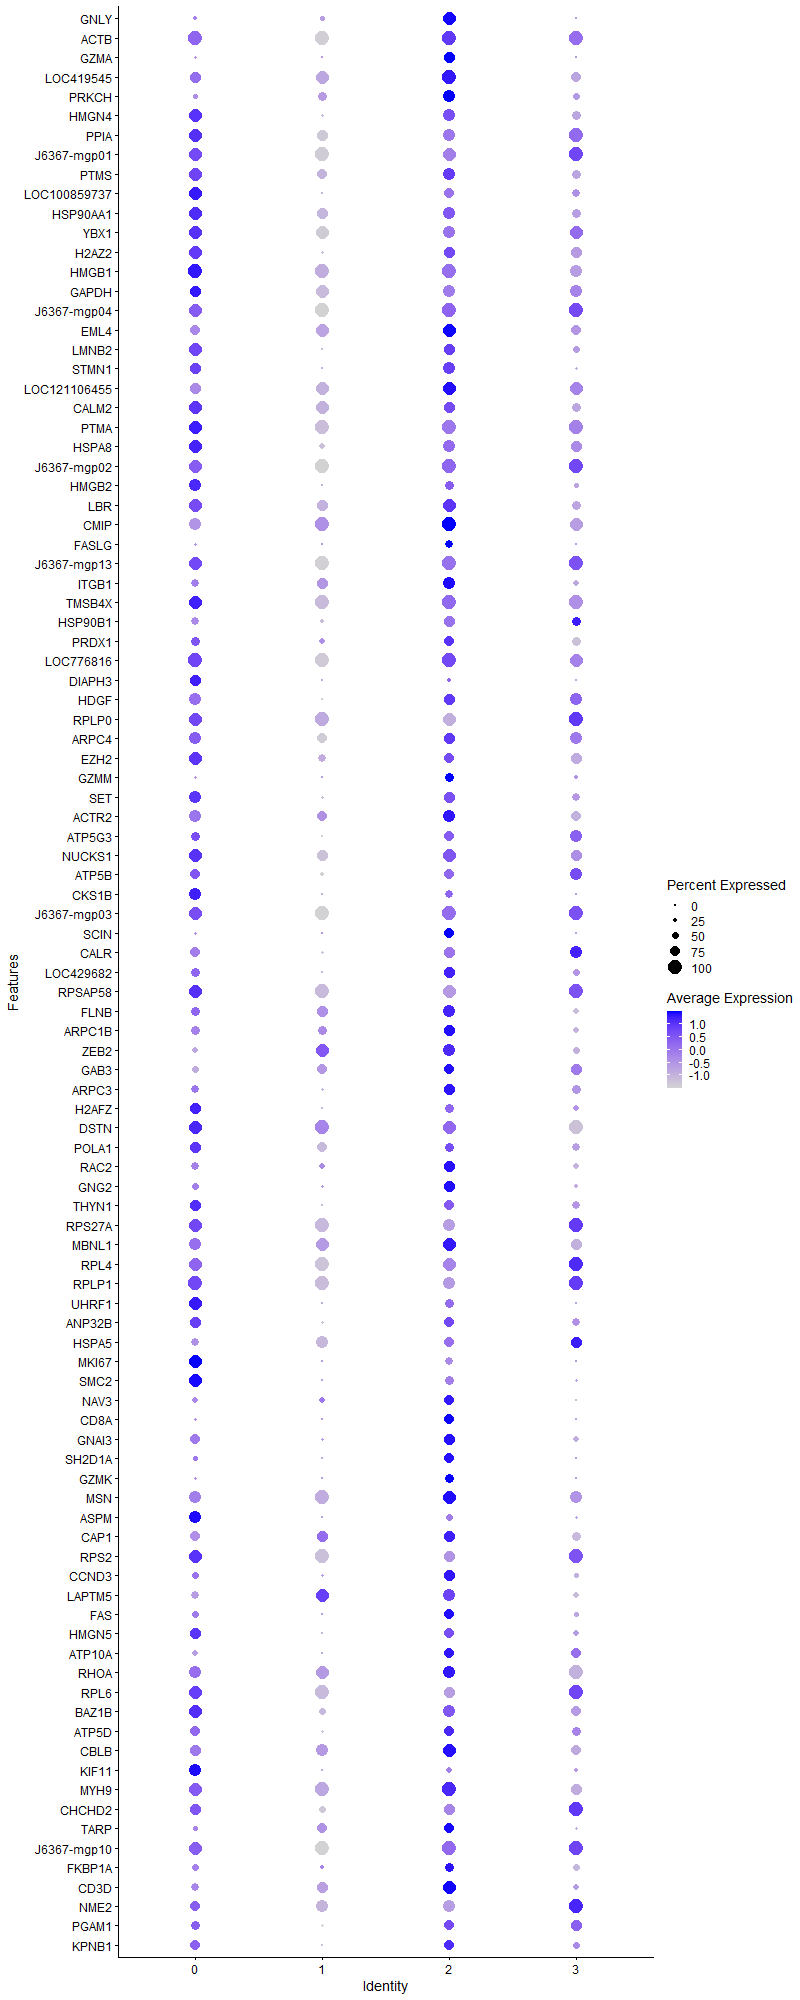 GNLY
ACTB
GZMA
LOC419545
PRKCH
HMGN4
PPIA
J6367-mgp01
PTMS
LOC100859737
HSP90AA1
YBX1
H2AZ2
HMGB1
GAPDH
J6367-mgp04
EML4
LMNB2
STMN1
LOC121106455
CALM2
PTMA
HSPA8
J6367-mgp02
HMGB2
LBR
CMIP
FASLG
J6367-mgp13
ITGB1
TMSB4X
HSP90B1
PRDX1
LOC776816
DIAPH3
HDGF
RPLP0
ARPC4
EZH2
GZMM
SET
ACTR2
ATP5G3
NUCKS1
ATP5B
CKS1B
J6367-mgp03
SCIN
CALR
LOC429682
RPSAP58
FLNB
ARPC1B
ZEB2
GAB3
ARPC3
H2AFZ
DSTN
POLA1
RAC2
GNG2
THYN1
RPS27A
MBNL1
RPL4
RPLP1
UHRF1
ANP32B
HSPA5
MKI67
SMC2
NAV3
CD8A
GNAI3
SH2D1A
GZMK
MSN
ASPM
CAP1
RPS2
CCND3
LAPTM5
FAS
HMGN5
ATP10A
RHOA
RPL6
BAZ1B
ATP5D
CBLB
KIF11
MYH9
CHCHD2
TARP
J6367-mgp10
FKBP1A
CD3D
NME2
PGAM1
KPNB1
Features
0 1 2 3
Identity
Percent Expressed
0
25
50
75
100
Average Expression
1.0
0.5
0.0
-0.5
-1.0